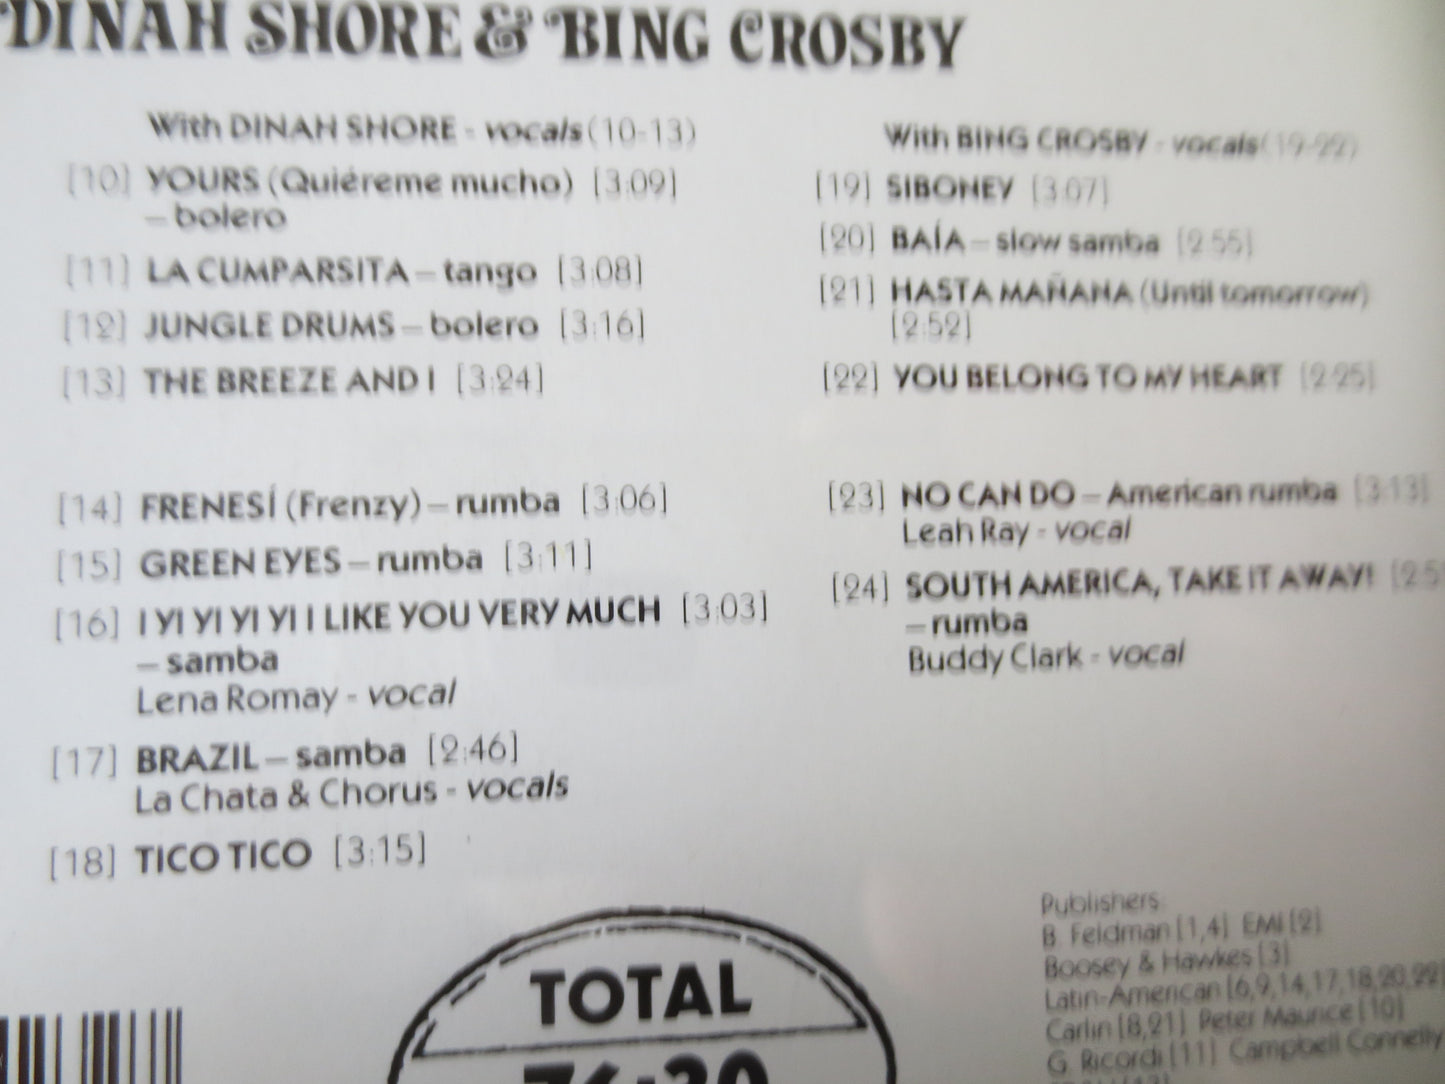 DINAH SHORE & BING CROSBY
With DINAH SHORE - vocals (10-13)
[10] YOURS (Quiéreme mucho) [3:09]
– bolero
[11] LA CUMPARSITA – tango [3:08]
[12] JUNGLE DRUMS – bolero [3:16]
[13] THE BREEZE AND I [3:24]
[14] FRENESÍ (Frenzy) – rumba [3:06]
[15] GREEN EYES – rumba [3:11]
[16] I YI YI YI YI I LIKE YOU VERY MUCH [3:03]
– samba
Lena Romay - vocal
[17] BRAZIL – samba [2:46]
La Chata & Chorus - vocals
[18] TICO TICO [3:15]
With BING CROSBY - vocals (19-22)
[19] SIBONEY [3:07]
[20] BAÍA – slow samba [2:55]
[21] HASTA MAÑANA (Until tomorrow)
[2:52]
[22] YOU BELONG TO MY HEART [2:25]
[23] NO CAN DO – American rumba [3:13]
Leah Ray - vocal
[24] SOUTH AMERICA, TAKE IT AWAY!
– rumba
Buddy Clark - vocal
TOTAL
76:20
Publishers:
B. Feldman [1,4] EMI [2]
Boosey & Hawkes [3]
Latin-American [6,9,14,17,18,20,22]
Carlin [8,21] Peter Maurice [10]
G. Ricordi [11] Campbell Connelly